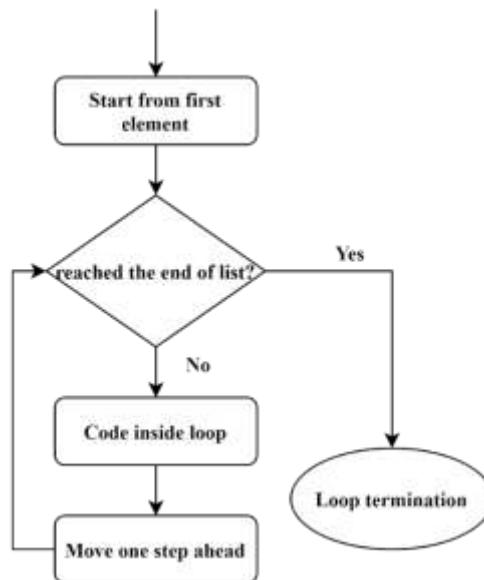 Start from first
element
reached the end of list?
Yes
No
Code inside loop
Loop termination
Move one step ahead